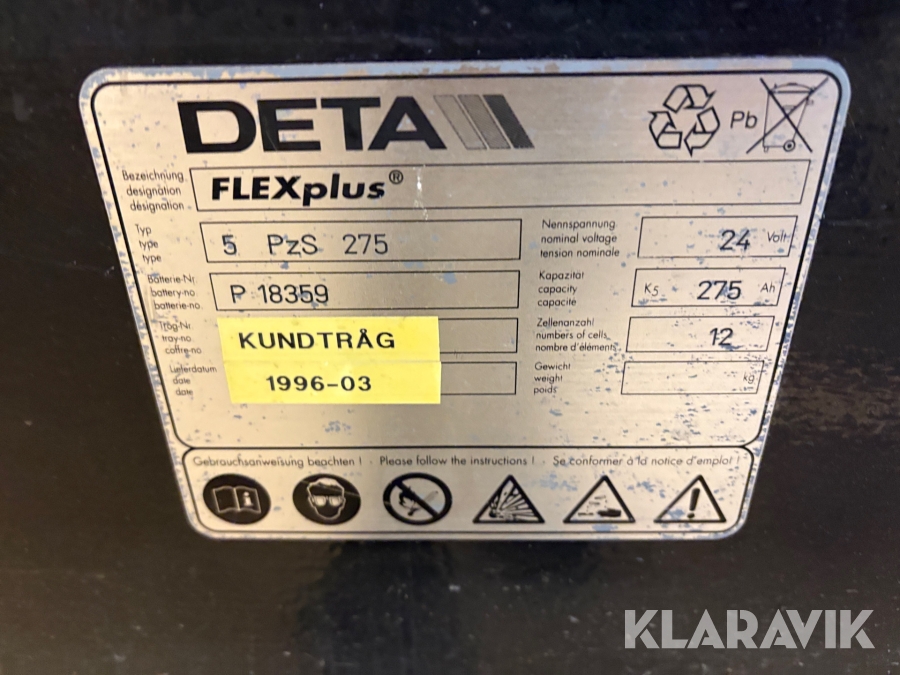 DETA
Pb
Bezeichnung
designation
désignation
FLEXplus®
Typ
type
type
5 PzS 275
Nennspannung
nominal voltage
tension nominale
24 Volt
Batterie-Nr.
battery-no.
batterie-no.
P 18359
Kapazität
capacity
capacité
K5 275 Ah
Trog-Nr.
tray-no.
coffre-no.
KUNDTRÅG
Zellenanzahl
numbers of cells
nombre d'éléments
12
Lieferdatum
date
date
1996-03
Gewicht
weight
poids
kg
Gebrauchsanweisung beachten ! · Please follow the instructions ! · Se conformer à la notice d'emploi !
KLARAVIK